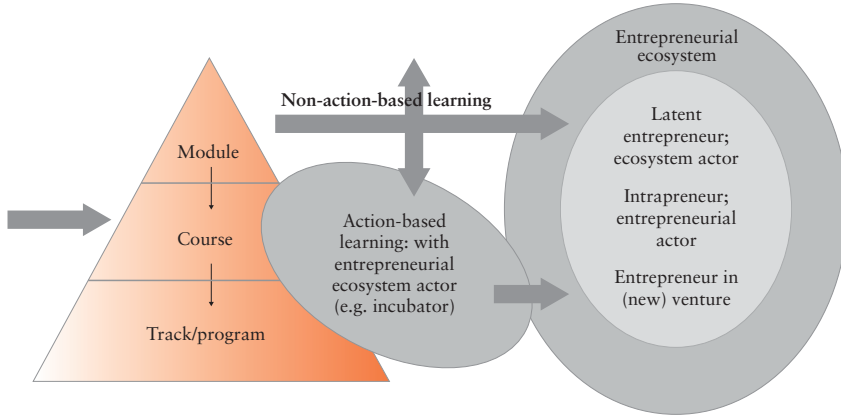 Module
Course
Track/program
Non-action-based learning
Action-based
learning: with
entrepreneurial
ecosystem actor
(e.g. incubator)
Entrepreneurial
ecosystem
Latent
entrepreneur;
ecosystem actor
Intrapreneur;
entrepreneurial
actor
Entrepreneur in
(new) venture